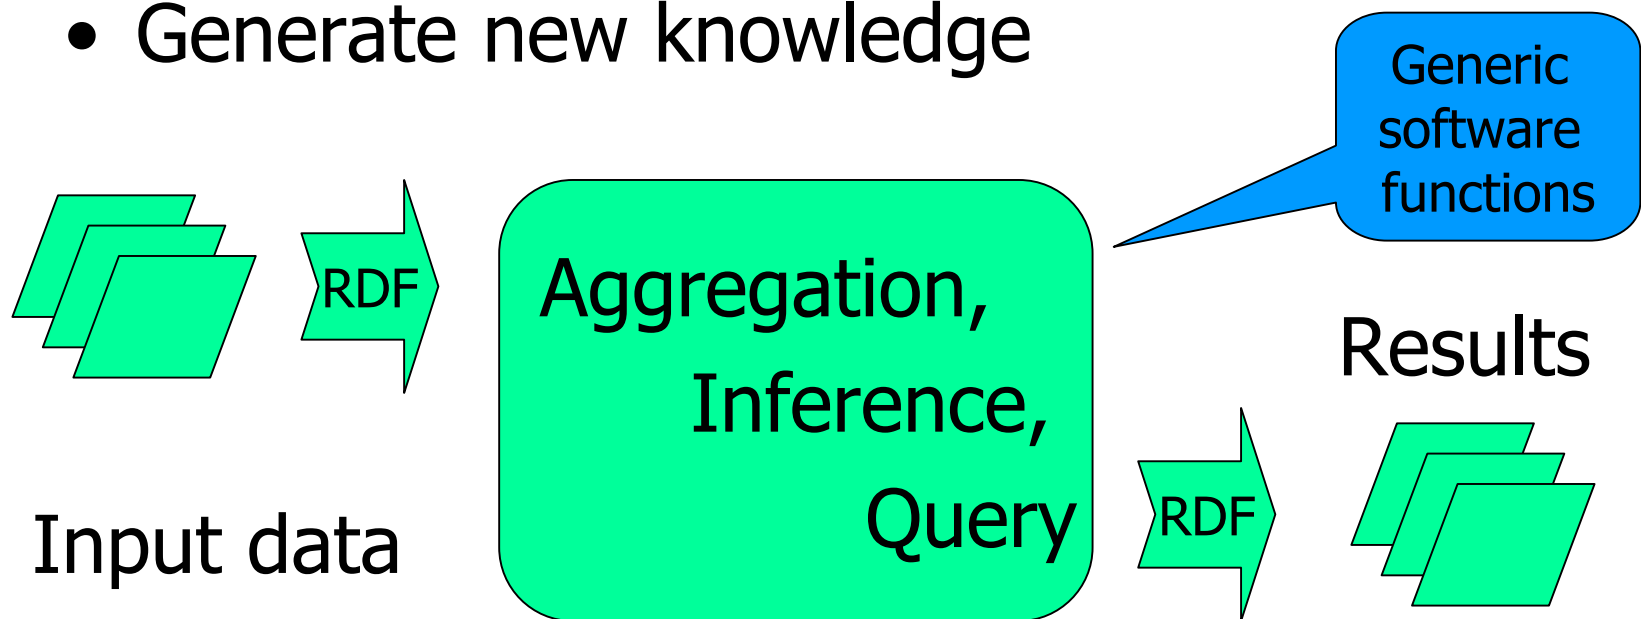 • Generate new knowledge
Generic
software
functions
RDF
Aggregation,
Inference,
Query
Input data
RDF
Results